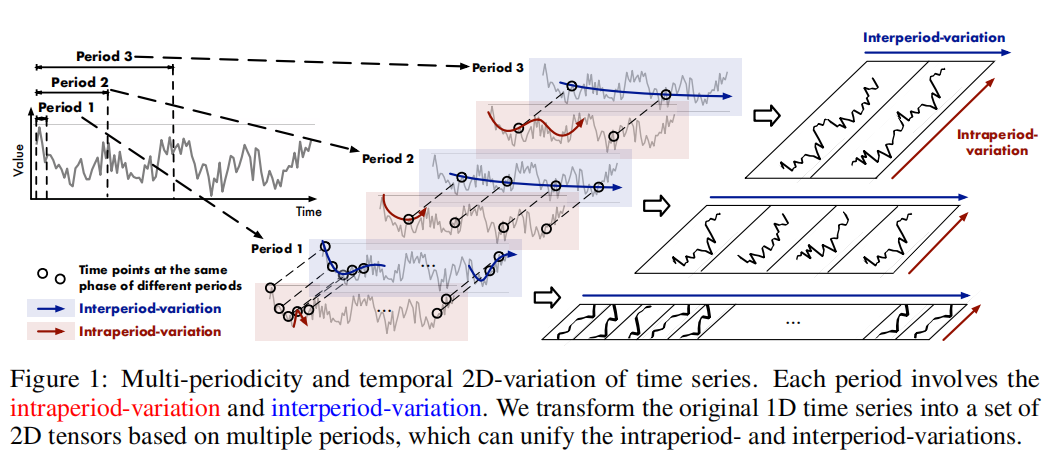 Period 3
Period 2
Period 1
Value
Time
Period 3
Period 2
Period 1
...
...
Time points at the same
phase of different periods
Interperiod-variation
Intraperiod-variation
Interperiod-variation
Intraperiod-
variation
...
Figure 1: Multi-periodicity and temporal 2D-variation of time series. Each period involves the
intraperiod-variation and interperiod-variation. We transform the original 1D time series into a set of
2D tensors based on multiple periods, which can unify the intraperiod- and interperiod-variations.